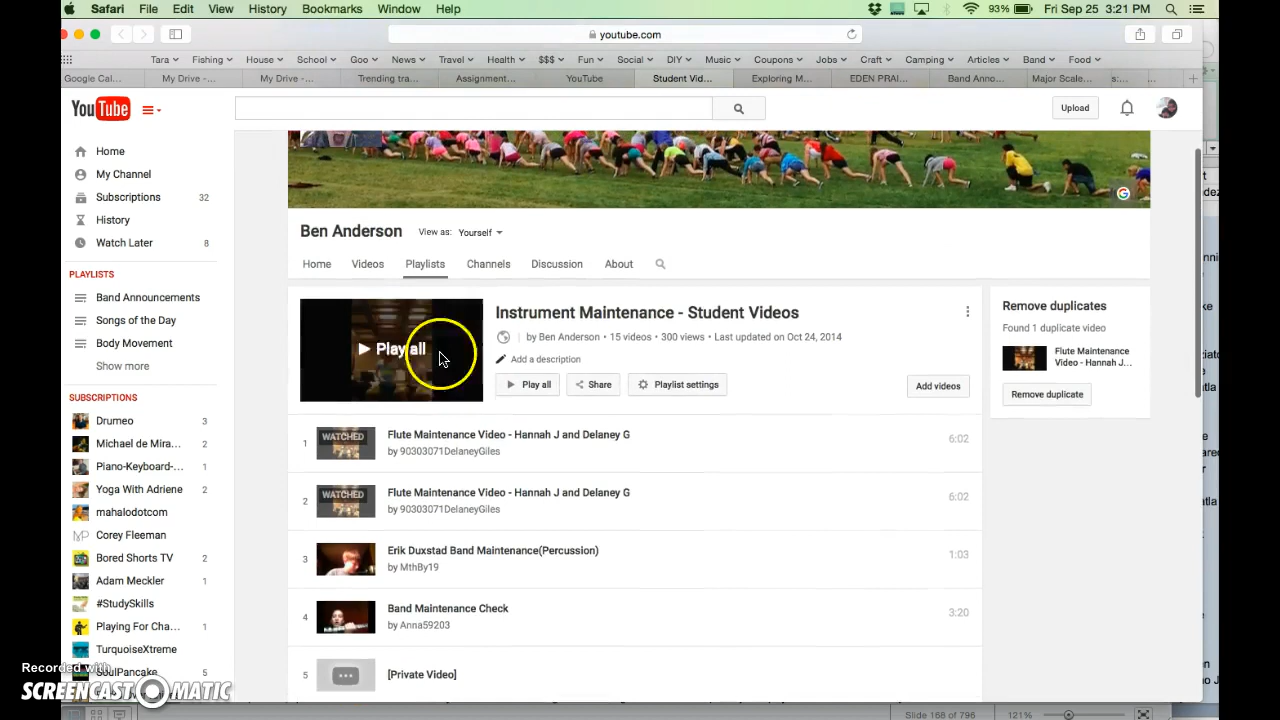 Safari File Edit View History Bookmarks Window Help 93% Fri Sep 25 3:21 PM
youtube.com
Tara Fishing House School Goo News Travel Health $$$ Fun Social DIY Music Coupons Jobs Craft Camping Articles Band Food
Google Cal... My Drive -... My Drive -... Trending tra... Assignment... YouTube Student Vid... Exploring M... EDEN PRAI... Band Anno... Major Scale...
YouTube
Upload
Home
My Channel
Subscriptions 32
History
Watch Later 8
PLAYLISTS
Band Announcements
Songs of the Day
Body Movement
Show more
SUBSCRIPTIONS
Drumeo 3
Michael de Mira... 2
Piano-Keyboard-... 1
Yoga With Adriene 2
mahalodotcom
MP Corey Fleeman
Bored Shorts TV 2
Adam Meckler 1
#StudySkills
Playing For Cha... 1
TurquoiseXtreme
SoulPancake 5
Ben Anderson View as: Yourself
Home Videos Playlists Channels Discussion About
Play all
Instrument Maintenance - Student Videos
by Ben Anderson • 15 videos • 300 views • Last updated on Oct 24, 2014
Add a description
Play all Share Playlist settings Add videos
1 WATCHED Flute Maintenance Video - Hannah J and Delaney G 6:02
by 90303071DelaneyGiles
2 WATCHED Flute Maintenance Video - Hannah J and Delaney G 6:02
by 90303071DelaneyGiles
3 Erik Duxstad Band Maintenance(Percussion) 1:03
by MthBy19
4 Band Maintenance Check 3:20
by Anna59203
5 [Private Video]
Remove duplicates
Found 1 duplicate video
Flute Maintenance
Video - Hannah J...
Remove duplicate
Recorded with
SCREENCAST-O-MATIC
Slide 168 of 796 121%